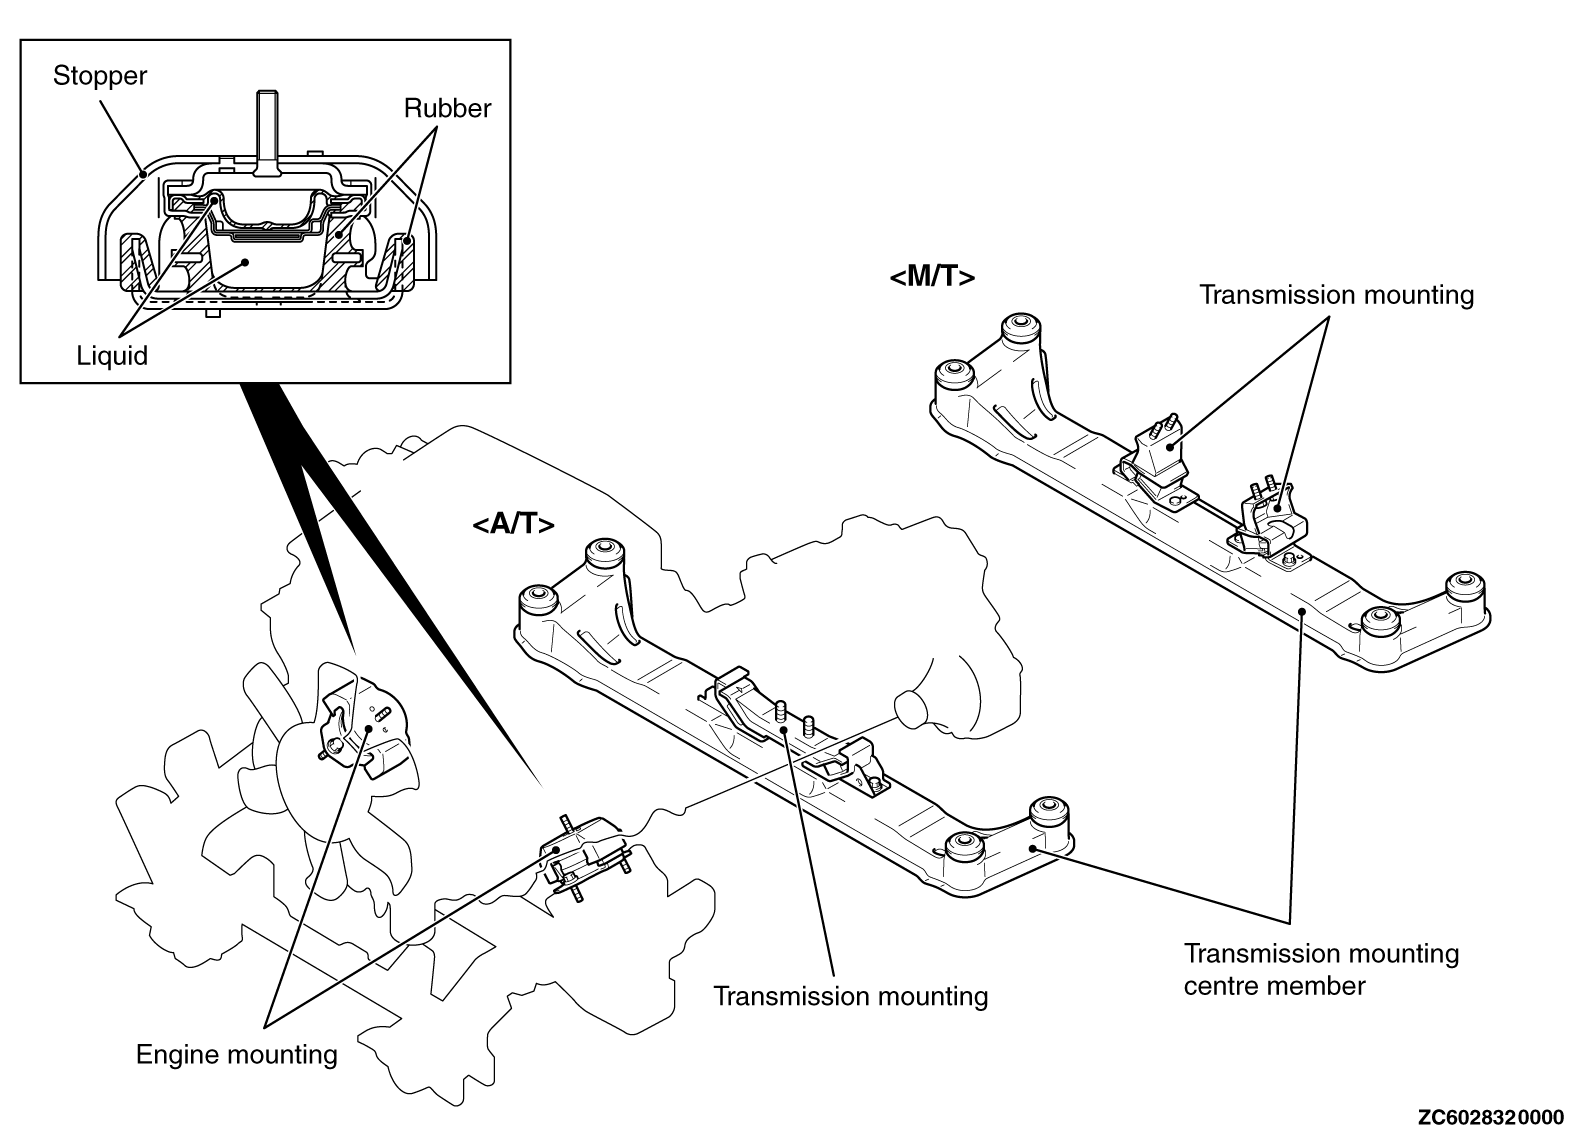 Stopper
Rubber
Liquid
<M/T>
Transmission mounting
<A/T>
Transmission mounting
centre member
Transmission mounting
Engine mounting
ZC6028320000